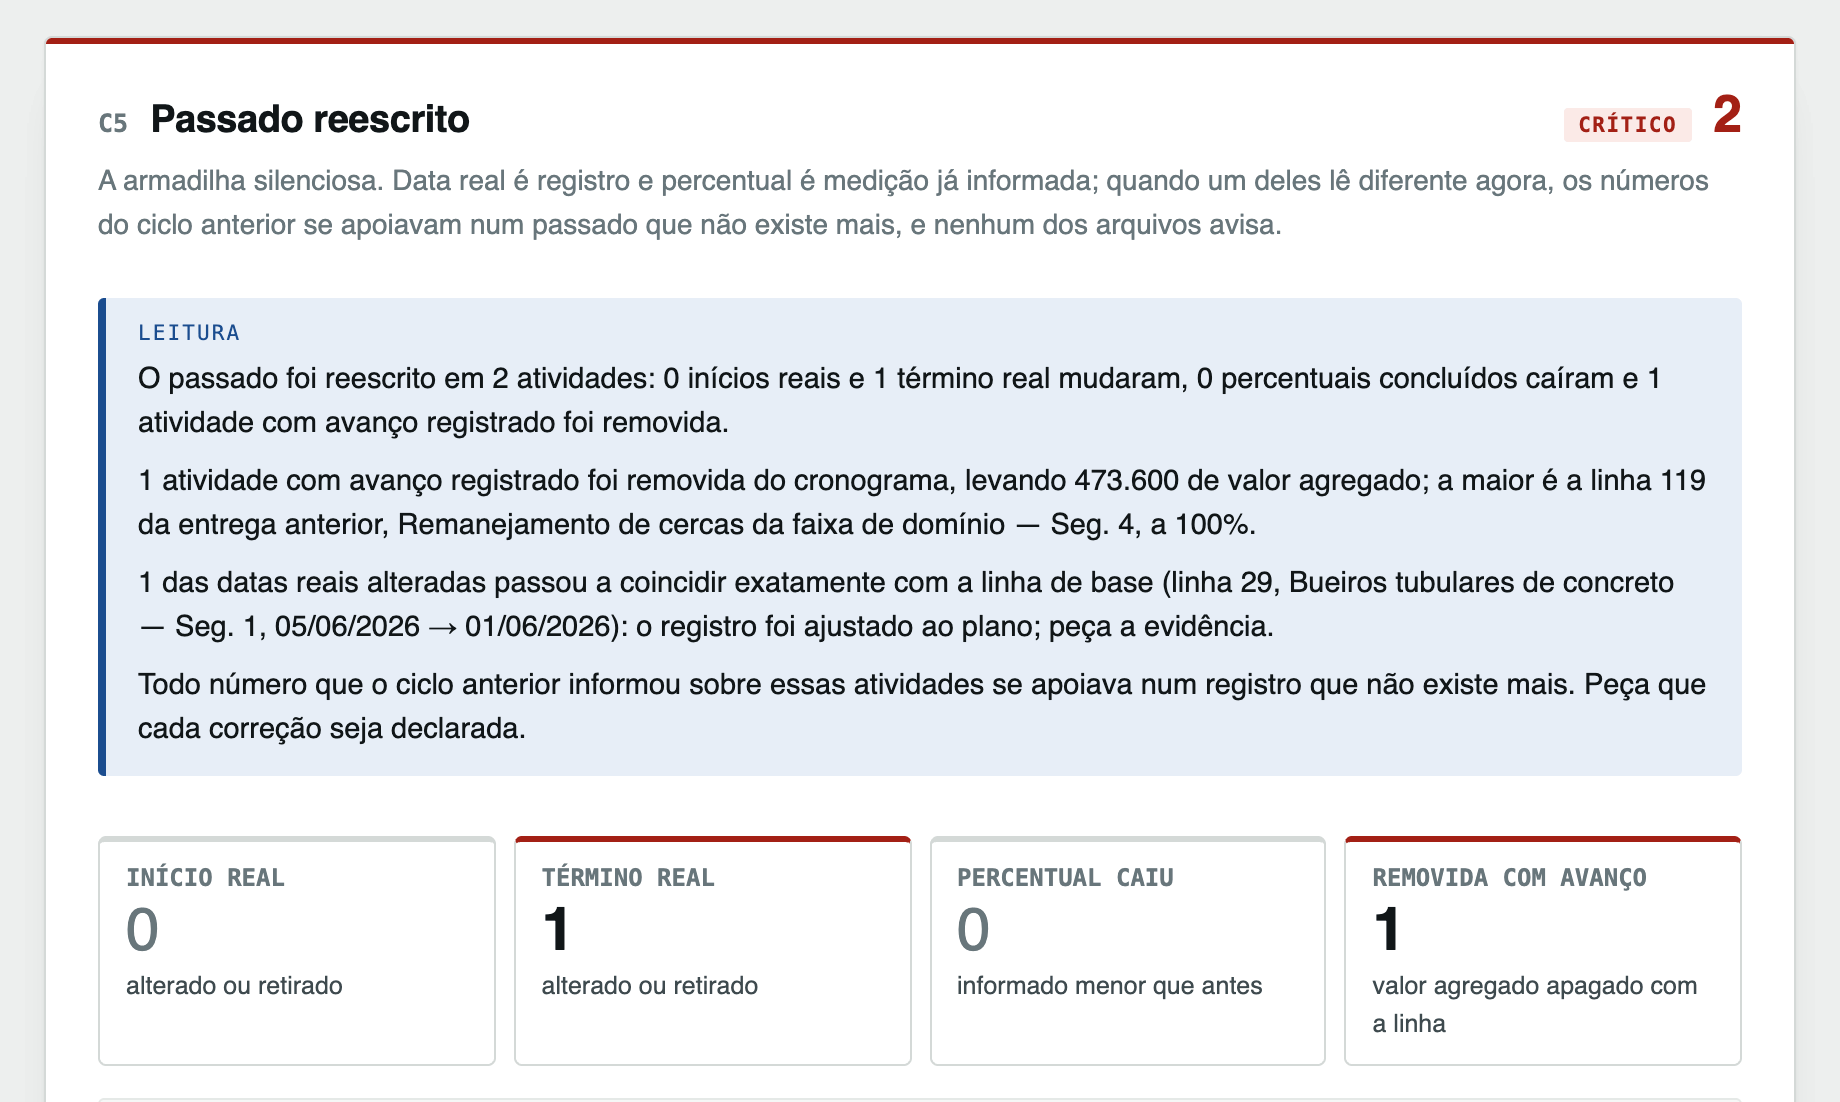 C5 Passado reescrito
CRÍTICO 2
A armadilha silenciosa. Data real é registro e percentual é medição já informada; quando um deles lê diferente agora, os números
do ciclo anterior se apoiavam num passado que não existe mais, e nenhum dos arquivos avisa.
LEITURA
O passado foi reescrito em 2 atividades: 0 inícios reais e 1 término real mudaram, 0 percentuais concluídos caíram e 1
atividade com avanço registrado foi removida.
1 atividade com avanço registrado foi removida do cronograma, levando 473.600 de valor agregado; a maior é a linha 119
da entrega anterior, Remanejamento de cercas da faixa de domínio — Seg. 4, a 100%.
1 das datas reais alteradas passou a coincidir exatamente com a linha de base (linha 29, Bueiros tubulares de concreto
— Seg. 1, 05/06/2026 → 01/06/2026): o registro foi ajustado ao plano; peça a evidência.
Todo número que o ciclo anterior informou sobre essas atividades se apoiava num registro que não existe mais. Peça que
cada correção seja declarada.
INÍCIO REAL
0
alterado ou retirado
TÉRMINO REAL
1
alterado ou retirado
PERCENTUAL CAIU
0
informado menor que antes
REMOVIDA COM AVANÇO
1
valor agregado apagado com
a linha